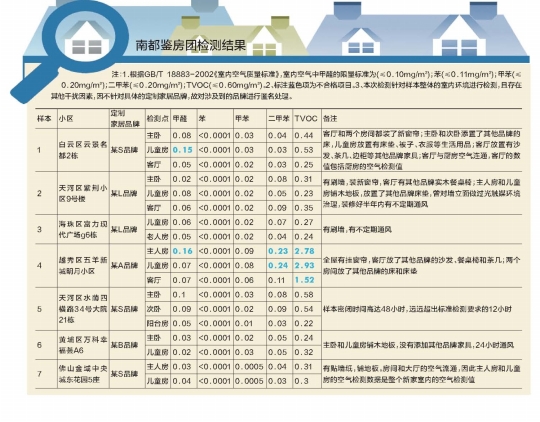 南都鉴房团检测结果
注:1.根据GB/T 18883-2002《室内空气质量标准》,室内空气中甲醛的限量标准为(≤0.10mg/m³);苯(≤0.11mg/m³);甲苯(≤
0.20mg/m³);二甲苯(≤0.20mg/m³);TVOC(≤0.60mg/m³)。2.标注蓝色项为不合格项目。3.本次检测针对样本整体的室内环境进行检测,且存在
其他干扰因素,因不针对具体的定制家居品牌,故对涉到的品牌进行匿名处理。
样本 小区 定制家居品牌 检测点 甲醛 苯 甲苯 二甲苯 TVOC 现状
1 白云区云景名都2栋 某S品牌
主卧 0.08 <0.0001 0.03 0.04 0.44
儿童房 0.15 <0.0001 0.03 0.03 0.53
客厅 0.05 <0.0001 0.02 0.03 0.25
客厅和两个房间都装了新窗帘;主卧和次卧添置了其他品牌的
床,儿童房放置有床垫、被子、衣服等生活用品;客厅放置有沙
发、茶几、边柜等其他品牌家具;客厅与厨房空气流通,客厅的数
值包括厨房的空气检测值
2 天河区紫荆小区9号楼 某L品牌
主卧 0.02 <0.0001 0.02 0.08 0.31
儿童房 0.08 <0.0001 0.02 0.05 0.23
客厅 0.06 <0.0001 0.02 0.09 0.35
有刷墙,装新窗帘,客厅有其他品牌实木餐桌椅;主人房和儿童
房铺木地板,放置了其他品牌床垫,曾对墙立面做过光触媒环境
治理,装修好半年内有不定期通风
3 海珠区富力现代广场g6栋 某L品牌
儿童房 0.06 <0.0001 0.02 0.07 0.27
老人房 0.05 <0.0001 0.02 0.04 0.24
有刷墙,有不定期通风
4 越秀区五羊新城明月小区 某A品牌
主人房 0.16 <0.0001 0.09 0.23 2.78
儿童房 0.07 <0.0001 0.08 0.24 2.93
客厅 0.07 <0.0001 0.06 0.11 1.52
全屋有挂窗帘,客厅放了其他品牌的沙发、餐桌椅和茶几;两个
房间放了其他品牌的床和床垫
5 天河区水荫四横路34号大院21栋 某S品牌
主卧 0.1 <0.0001 0.03 0.08 0.58
次卧 0.09 <0.0001 0.02 0.09 0.54
阳台房 0.05 <0.0001 0.01 0.03 0.22
样本密闭时间高达48小时,远远超出标准检测要求的12小时
6 黄埔区万科幸福誉A6 某B品牌
主卧 0.03 <0.0001 0.02 0.05 0.24
儿童房 0.02 <0.0001 0.03 0.05 0.32
主卧和儿童房铺木地板,没有添加其他品牌家具,24小时通风
7 佛山金域中央城东花园5座 某S品牌
主人房 0.03 <0.0001 0.0005 0.04 0.31
儿童房 0.04 <0.0001 0.0005 0.03 0.3
有贴墙纸、铺地板,房间和大厅的空气流通,因此主人房和儿童
房的空气检测数据是整个新家室内的空气检测值